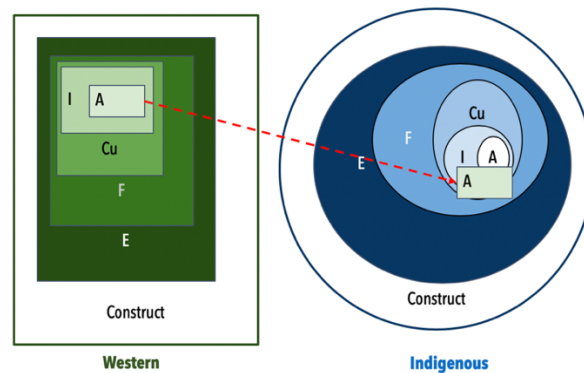 I A
Cu
F
E
Construct
Western
Cu
F
E I A
A
Construct
Indigenous